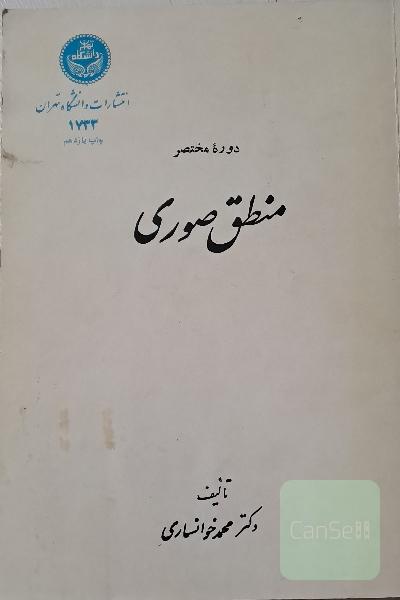 انتشارات دانشگاه تهران
۱۷۳۳
چاپ یازدهم
دورهٔ مختصر
منطق صوری
تألیف
دکتر محمد خوانساری
CanSell